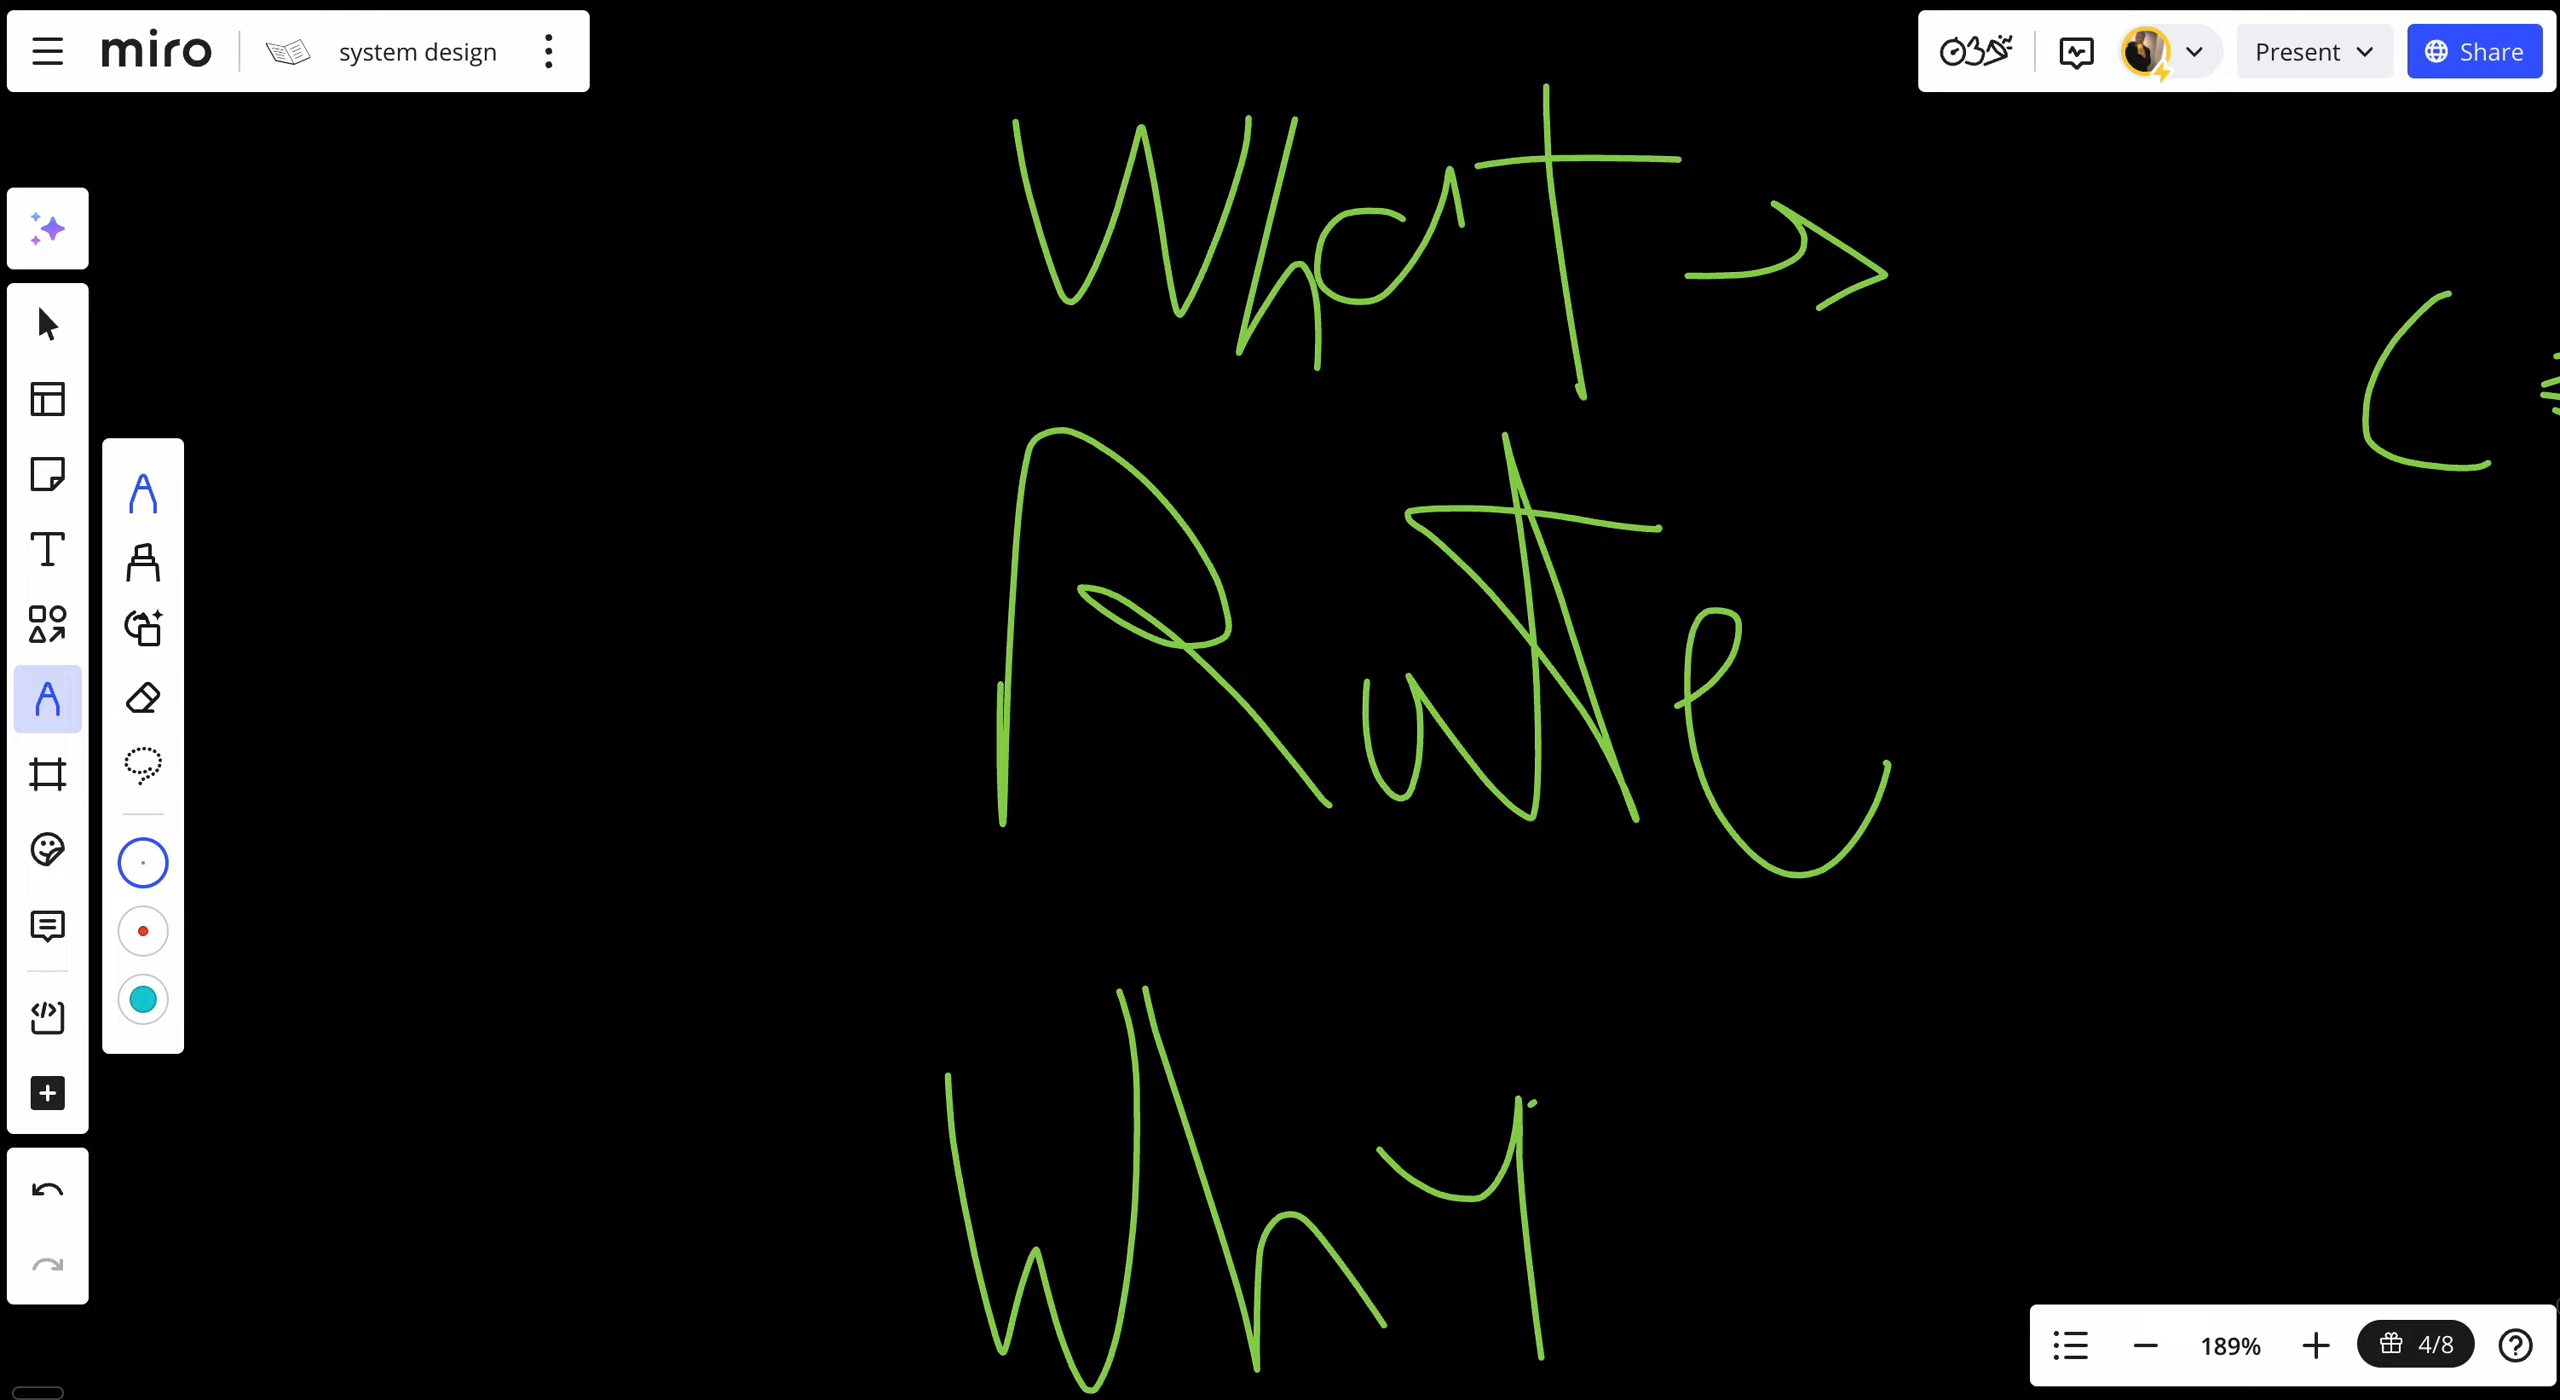 miro system design
Present Share
What →
C
Rate
Why
189% 4/8